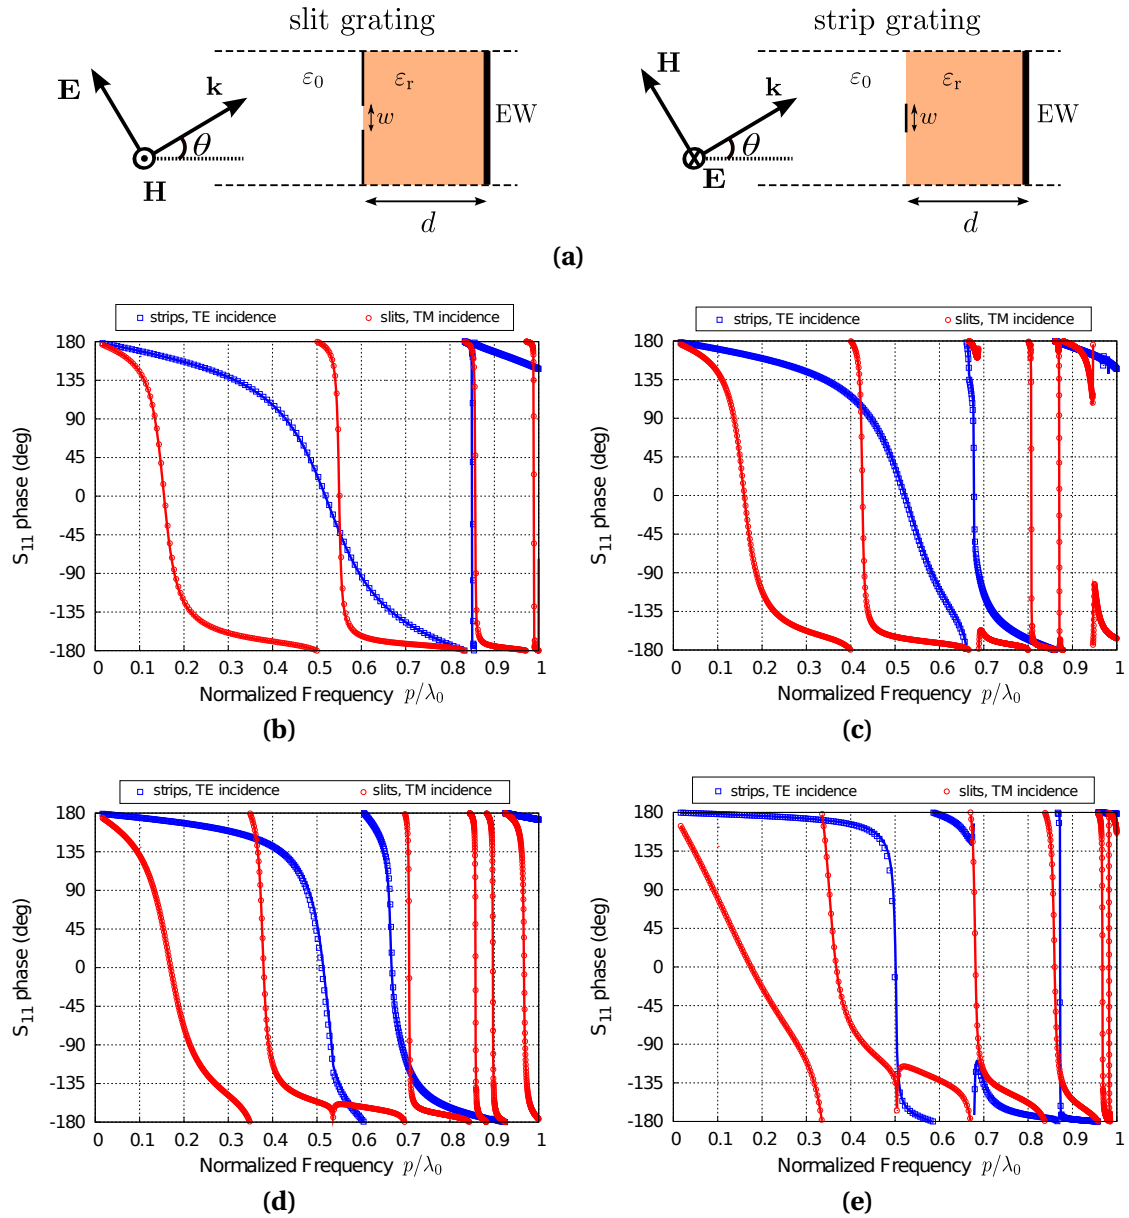 slit grating
strip grating
E
k
θ
H
ε0
εr
w
EW
d
H
k
θ
E
ε0
εr
w
EW
d
(a)
strips, TE incidence
slits, TM incidence
S11 phase (deg)
180
135
90
45
0
-45
-90
-135
-180
0 0.1 0.2 0.3 0.4 0.5 0.6 0.7 0.8 0.9 1
Normalized Frequency p/λ0
(b)
strips, TE incidence
slits, TM incidence
S11 phase (deg)
180
135
90
45
0
-45
-90
-135
-180
0 0.1 0.2 0.3 0.4 0.5 0.6 0.7 0.8 0.9 1
Normalized Frequency p/λ0
(c)
strips, TE incidence
slits, TM incidence
S11 phase (deg)
180
135
90
45
0
-45
-90
-135
-180
0 0.1 0.2 0.3 0.4 0.5 0.6 0.7 0.8 0.9 1
Normalized Frequency p/λ0
(d)
strips, TE incidence
slits, TM incidence
S11 phase (deg)
180
135
90
45
0
-45
-90
-135
-180
0 0.1 0.2 0.3 0.4 0.5 0.6 0.7 0.8 0.9 1
Normalized Frequency p/λ0
(e)